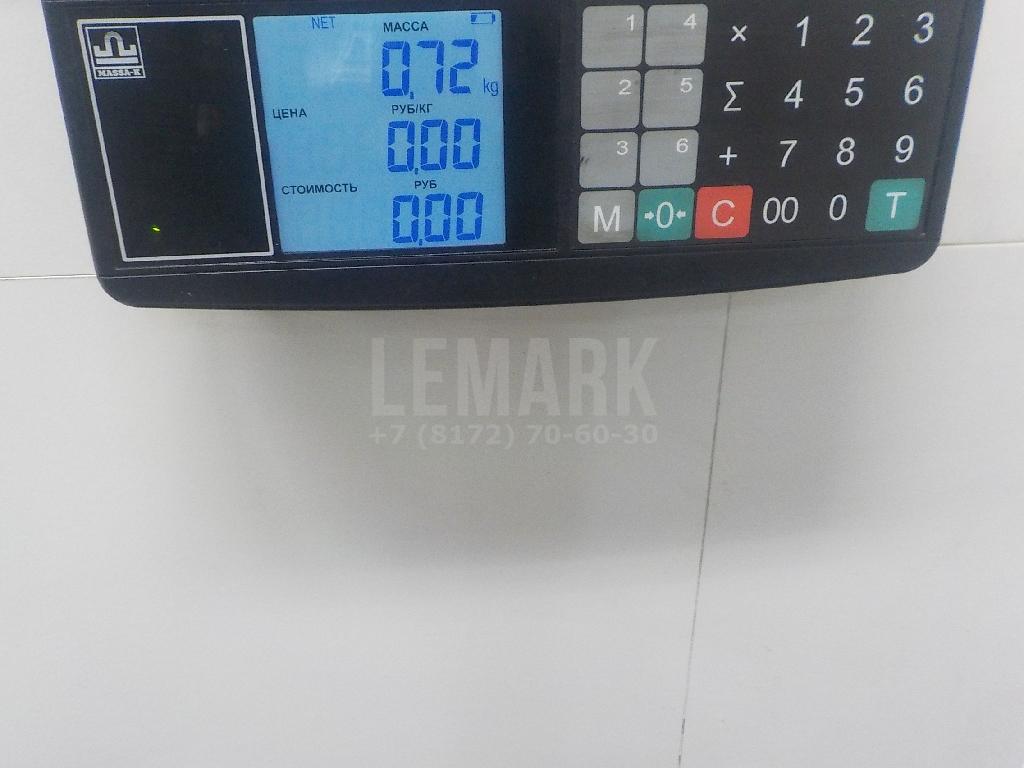 MASSA-K
NET МАССА
0,72 kg
ЦЕНА РУБ/КГ
0,00
СТОИМОСТЬ РУБ
0,00
1 4 × 1 2 3
2 5 Σ 4 5 6
3 6 + 7 8 9
M →0← C 00 0 T
LEMARK
+7 (8172) 70-60-30